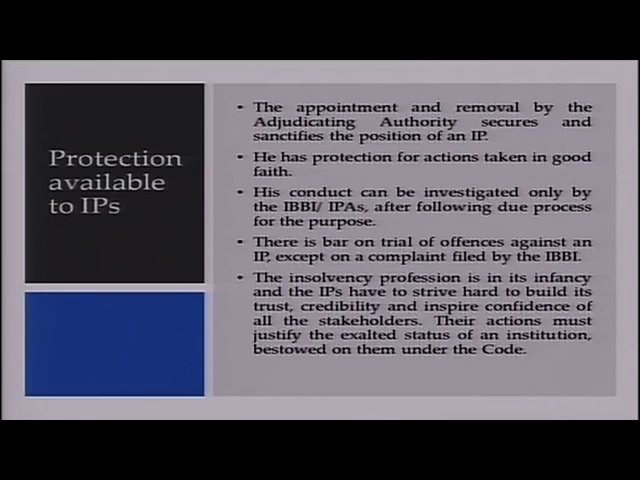 Protection
available
to IPs
• The appointment and removal by the
Adjudicating Authority secures and
sanctifies the position of an IP.
• He has protection for actions taken in good
faith.
• His conduct can be investigated only by
the IBBI/ IPAs, after following due process
for the purpose.
• There is bar on trial of offences against an
IP, except on a complaint filed by the IBBI.
• The insolvency profession is in its infancy
and the IPs have to strive hard to build its
trust, credibility and inspire confidence of
all the stakeholders. Their actions must
justify the exalted status of an institution,
bestowed on them under the Code.